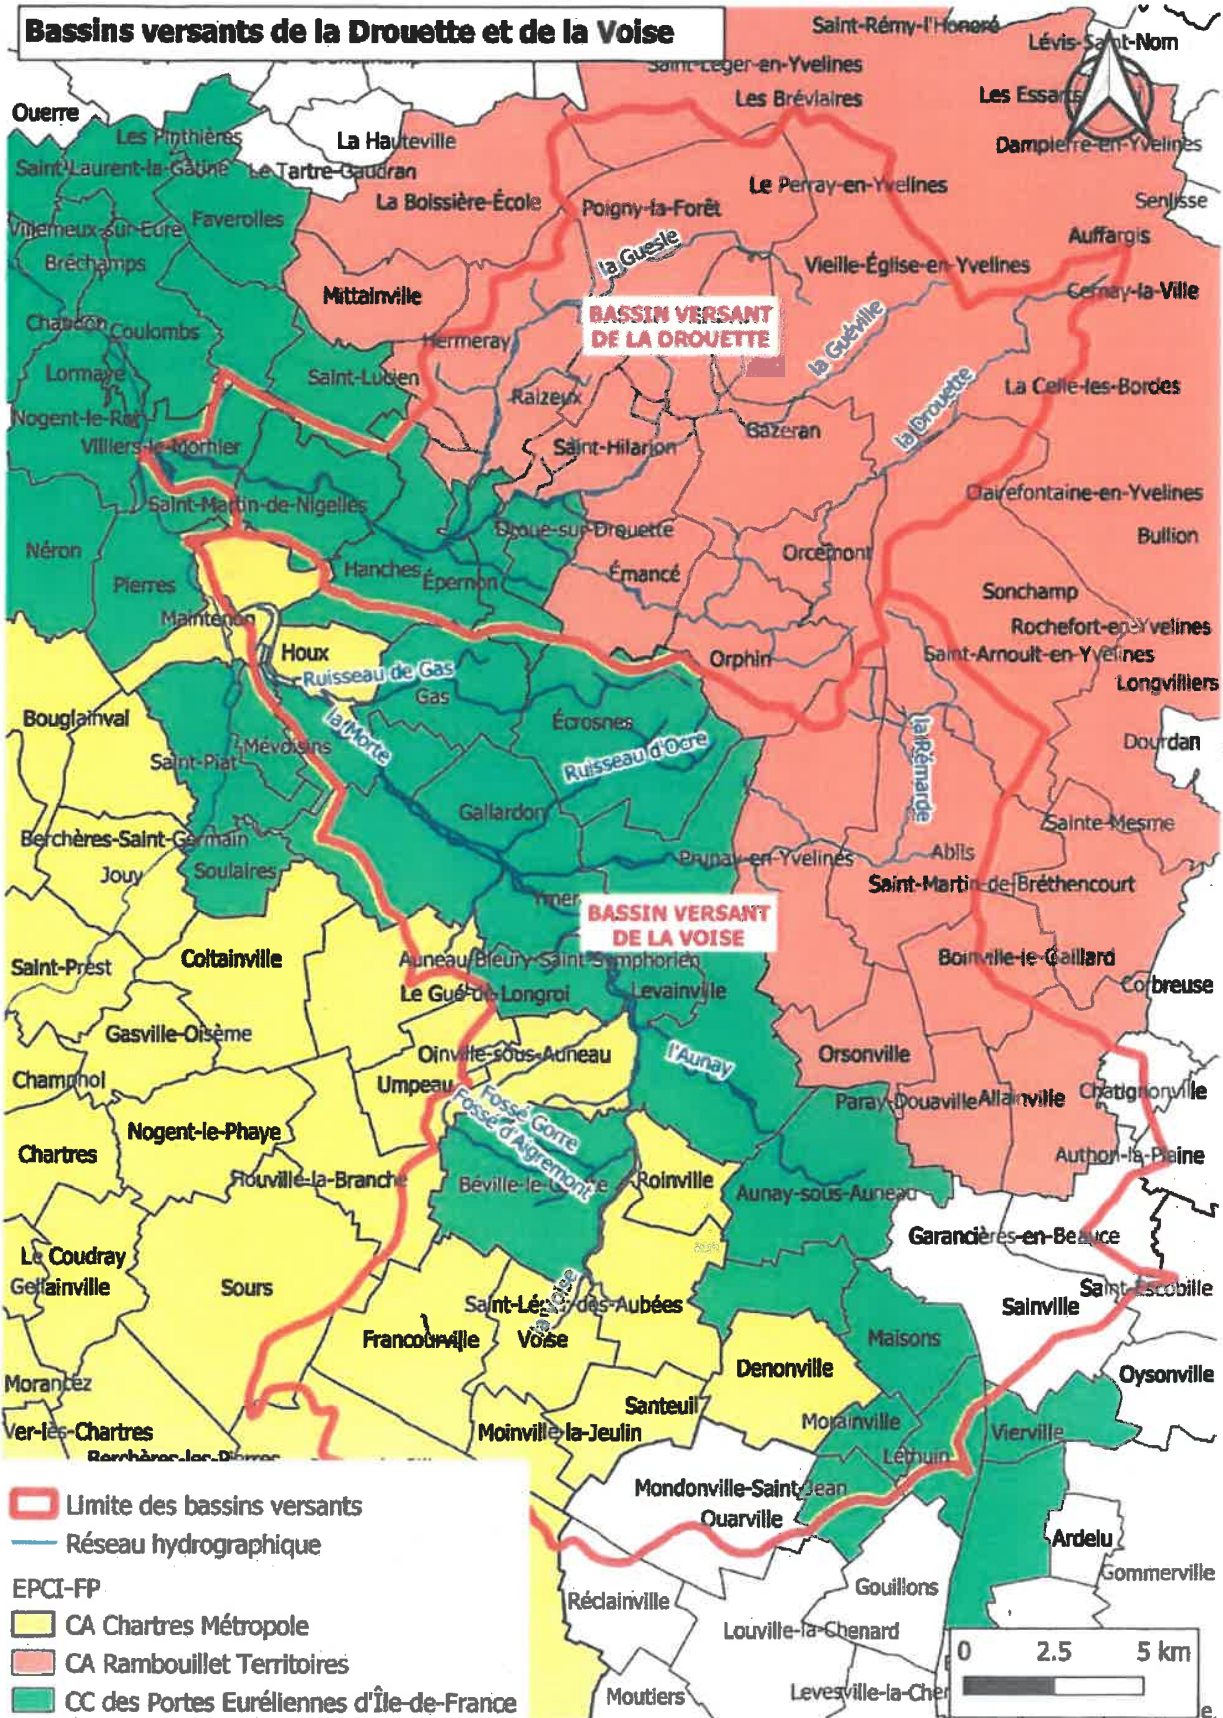 Bassins versants de la Drouette et de la Voise
Saint-Rémy-l'Honoré
Lévis-Saint-Nom
Saint-Léger-en-Yvelines
Les Bréviaires
Les Essarts
Ouerre
Les Pinthières
La Hauteville
Dampierre-en-Yvelines
Saint-Laurent-la-Gâtine
Le Tartre-Gaudran
Le Perray-en-Yvelines
La Boissière-École
Poigny-la-Forêt
Senlisse
Villemeux-sur-Eure
Faverolles
Auffargis
la Guesle
Bréchamps
Vieille-Église-en-Yvelines
Mittainville
Cernay-la-Ville
BASSIN VERSANT
DE LA DROUETTE
Chaudon
Coulombs
Hermeray
la Guéville
Lormaye
Saint-Lucien
Raizeux
la Drouette
La Celle-les-Bordes
Nogent-le-Roi
Villiers-le-Morhier
Saint-Hilarion
Gazeran
Saint-Martin-de-Nigelles
Clairefontaine-en-Yvelines
Droue-sur-Drouette
Bullion
Néron
Orcemont
Hanches
Épernon
Émancé
Pierres
Sonchamp
Maintenon
Rochefort-en-Yvelines
Houx
Orphin
Saint-Arnoult-en-Yvelines
Ruisseau de Gas
Gas
Longvilliers
Bouglainval
Écrosnes
la Morte
la Rémarde
Mévoisins
Ruisseau d'Ocre
Dourdan
Saint-Piat
Gallardon
Sainte-Mesme
Berchères-Saint-Germain
Prunay-en-Yvelines
Ablis
Jouy
Soulaires
Saint-Martin-de-Bréthencourt
Ymer
BASSIN VERSANT
DE LA VOISE
Coltainville
Auneau-Bleury-Saint-Symphorien
Boinville-le-Gaillard
Saint-Prest
Le Gué-de-Longroi
Levainville
Corbreuse
Gasville-Oisème
Oinville-sous-Auneau
l'Aunay
Orsonville
Champhol
Umpeau
Chatignonville
Fossé Gorre
Fossé d'Aigremont
Paray-Douaville
Allainville
Nogent-le-Phaye
Chartres
Authon-la-Plaine
Houville-la-Branche
Béville-le-Comte
Roinville
Aunay-sous-Auneau
Le Coudray
Garancières-en-Beauce
Gellainville
Sours
Saint-Escobille
Saint-Léger-des-Aubées
Sainville
la Voise
Francourville
Voise
Maisons
Denonville
Morancez
Oysonville
Santeuil
Ver-lès-Chartres
Moinville-la-Jeulin
Morainville
Vierville
Berchères-les-Pierres
Léthuin
Mondonville-Saint-Jean
Limite des bassins versants
Ouarville
Réseau hydrographique
Ardelu
Gommerville
EPCI-FP
Gouillons
Réclainville
CA Chartres Métropole
Louville-la-Chenard
CA Rambouillet Territoires
0 2.5 5 km
CC des Portes Euréliennes d'Île-de-France
Moutiers
Levesville-la-Cher
e.